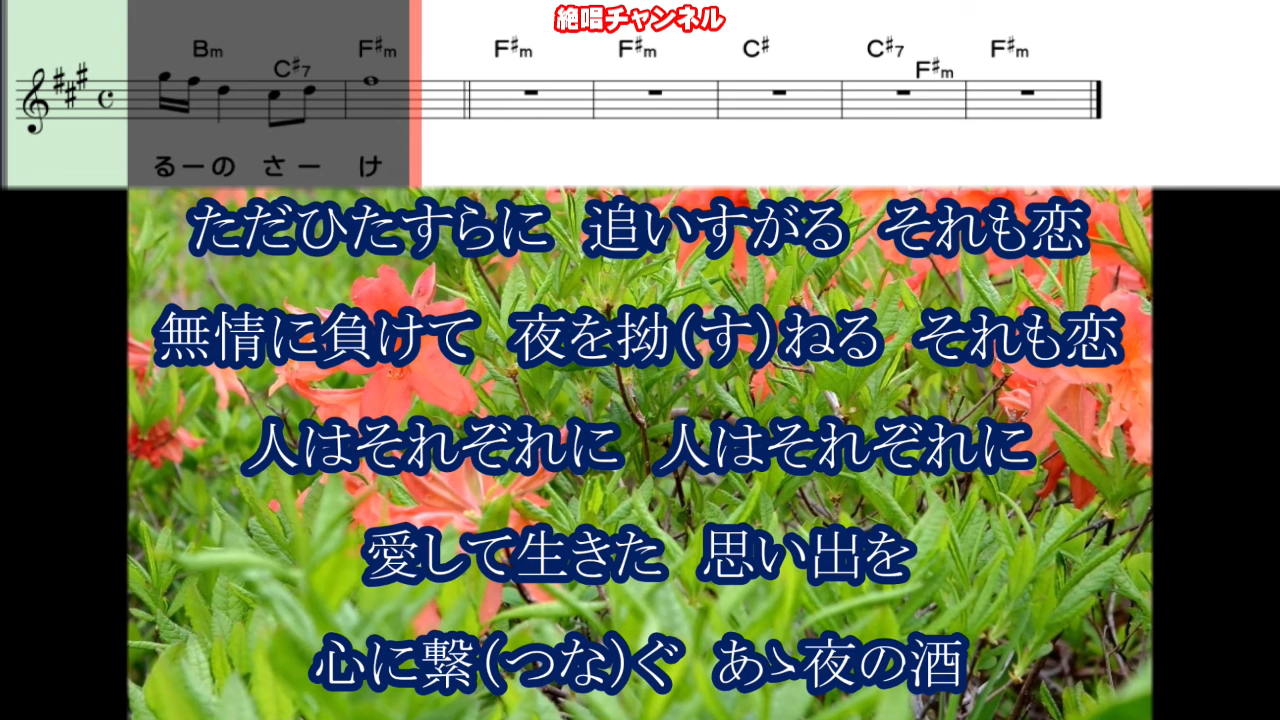 絶唱チャンネル
Bm C#7 F#m F#m F#m C# C#7 F#m F#m
るーの さー け
ただひたすらに 追いすがる それも恋
無情に負けて 夜を拗(す)ねる それも恋
人はそれぞれに 人はそれぞれに
愛して生きた 思い出を
心に繋(つな)ぐ あゝ夜の酒